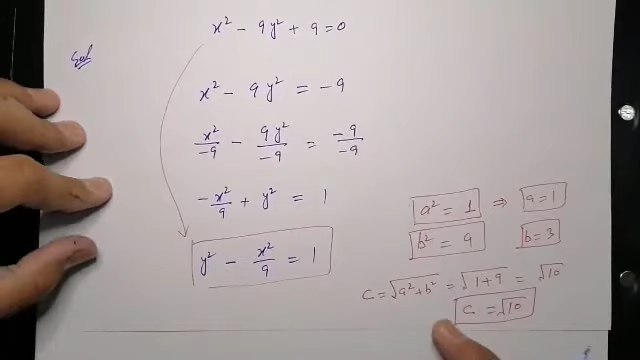 x² - 9y² + 9 = 0
Sol
x² - 9y² = -9
x²/-9 - 9y²/-9 = -9/-9
-x²/9 + y² = 1
y² - x²/9 = 1
a² = 1 ⇒ a = 1
b² = 9 b = 3
c = √a² + b² = √1 + 9 = √10
c = √10